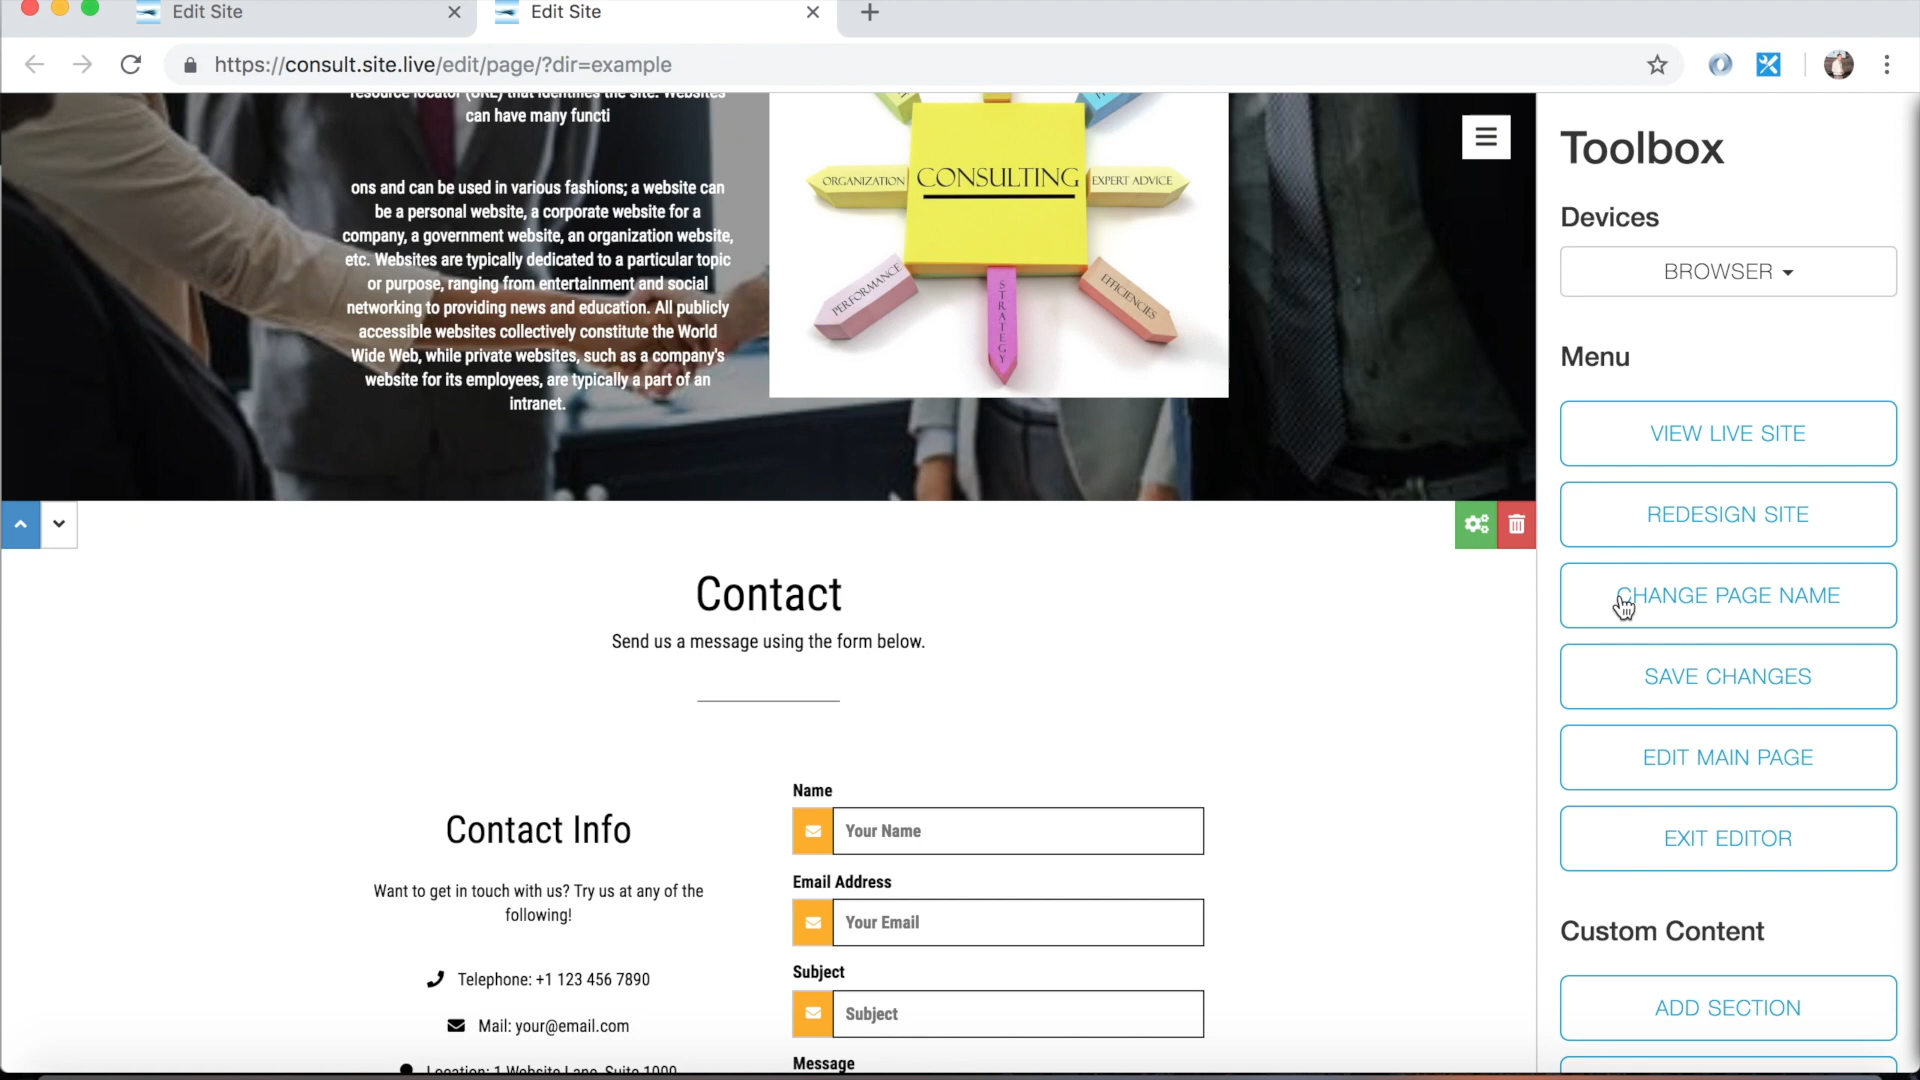 Edit Site
Edit Site
https://consult.site.live/edit/page/?dir=example
resource locator (URL) that identifies the site. Websites
can have many functi
ons and can be used in various fashions; a website can
be a personal website, a corporate website for a
company, a government website, an organization website,
etc. Websites are typically dedicated to a particular topic
or purpose, ranging from entertainment and social
networking to providing news and education. All publicly
accessible websites collectively constitute the World
Wide Web, while private websites, such as a company's
website for its employees, are typically a part of an
intranet.
ORGANIZATION
CONSULTING
EXPERT ADVICE
PERFORMANCE
STRATEGY
EFFICIENCIES
Contact
Send us a message using the form below.
Contact Info
Want to get in touch with us? Try us at any of the
following!
Telephone: +1 123 456 7890
Mail: your@email.com
Location: 1 Website Lane, Suite 1000
Name
Your Name
Email Address
Your Email
Subject
Subject
Message
Toolbox
Devices
BROWSER
Menu
VIEW LIVE SITE
REDESIGN SITE
CHANGE PAGE NAME
SAVE CHANGES
EDIT MAIN PAGE
EXIT EDITOR
Custom Content
ADD SECTION